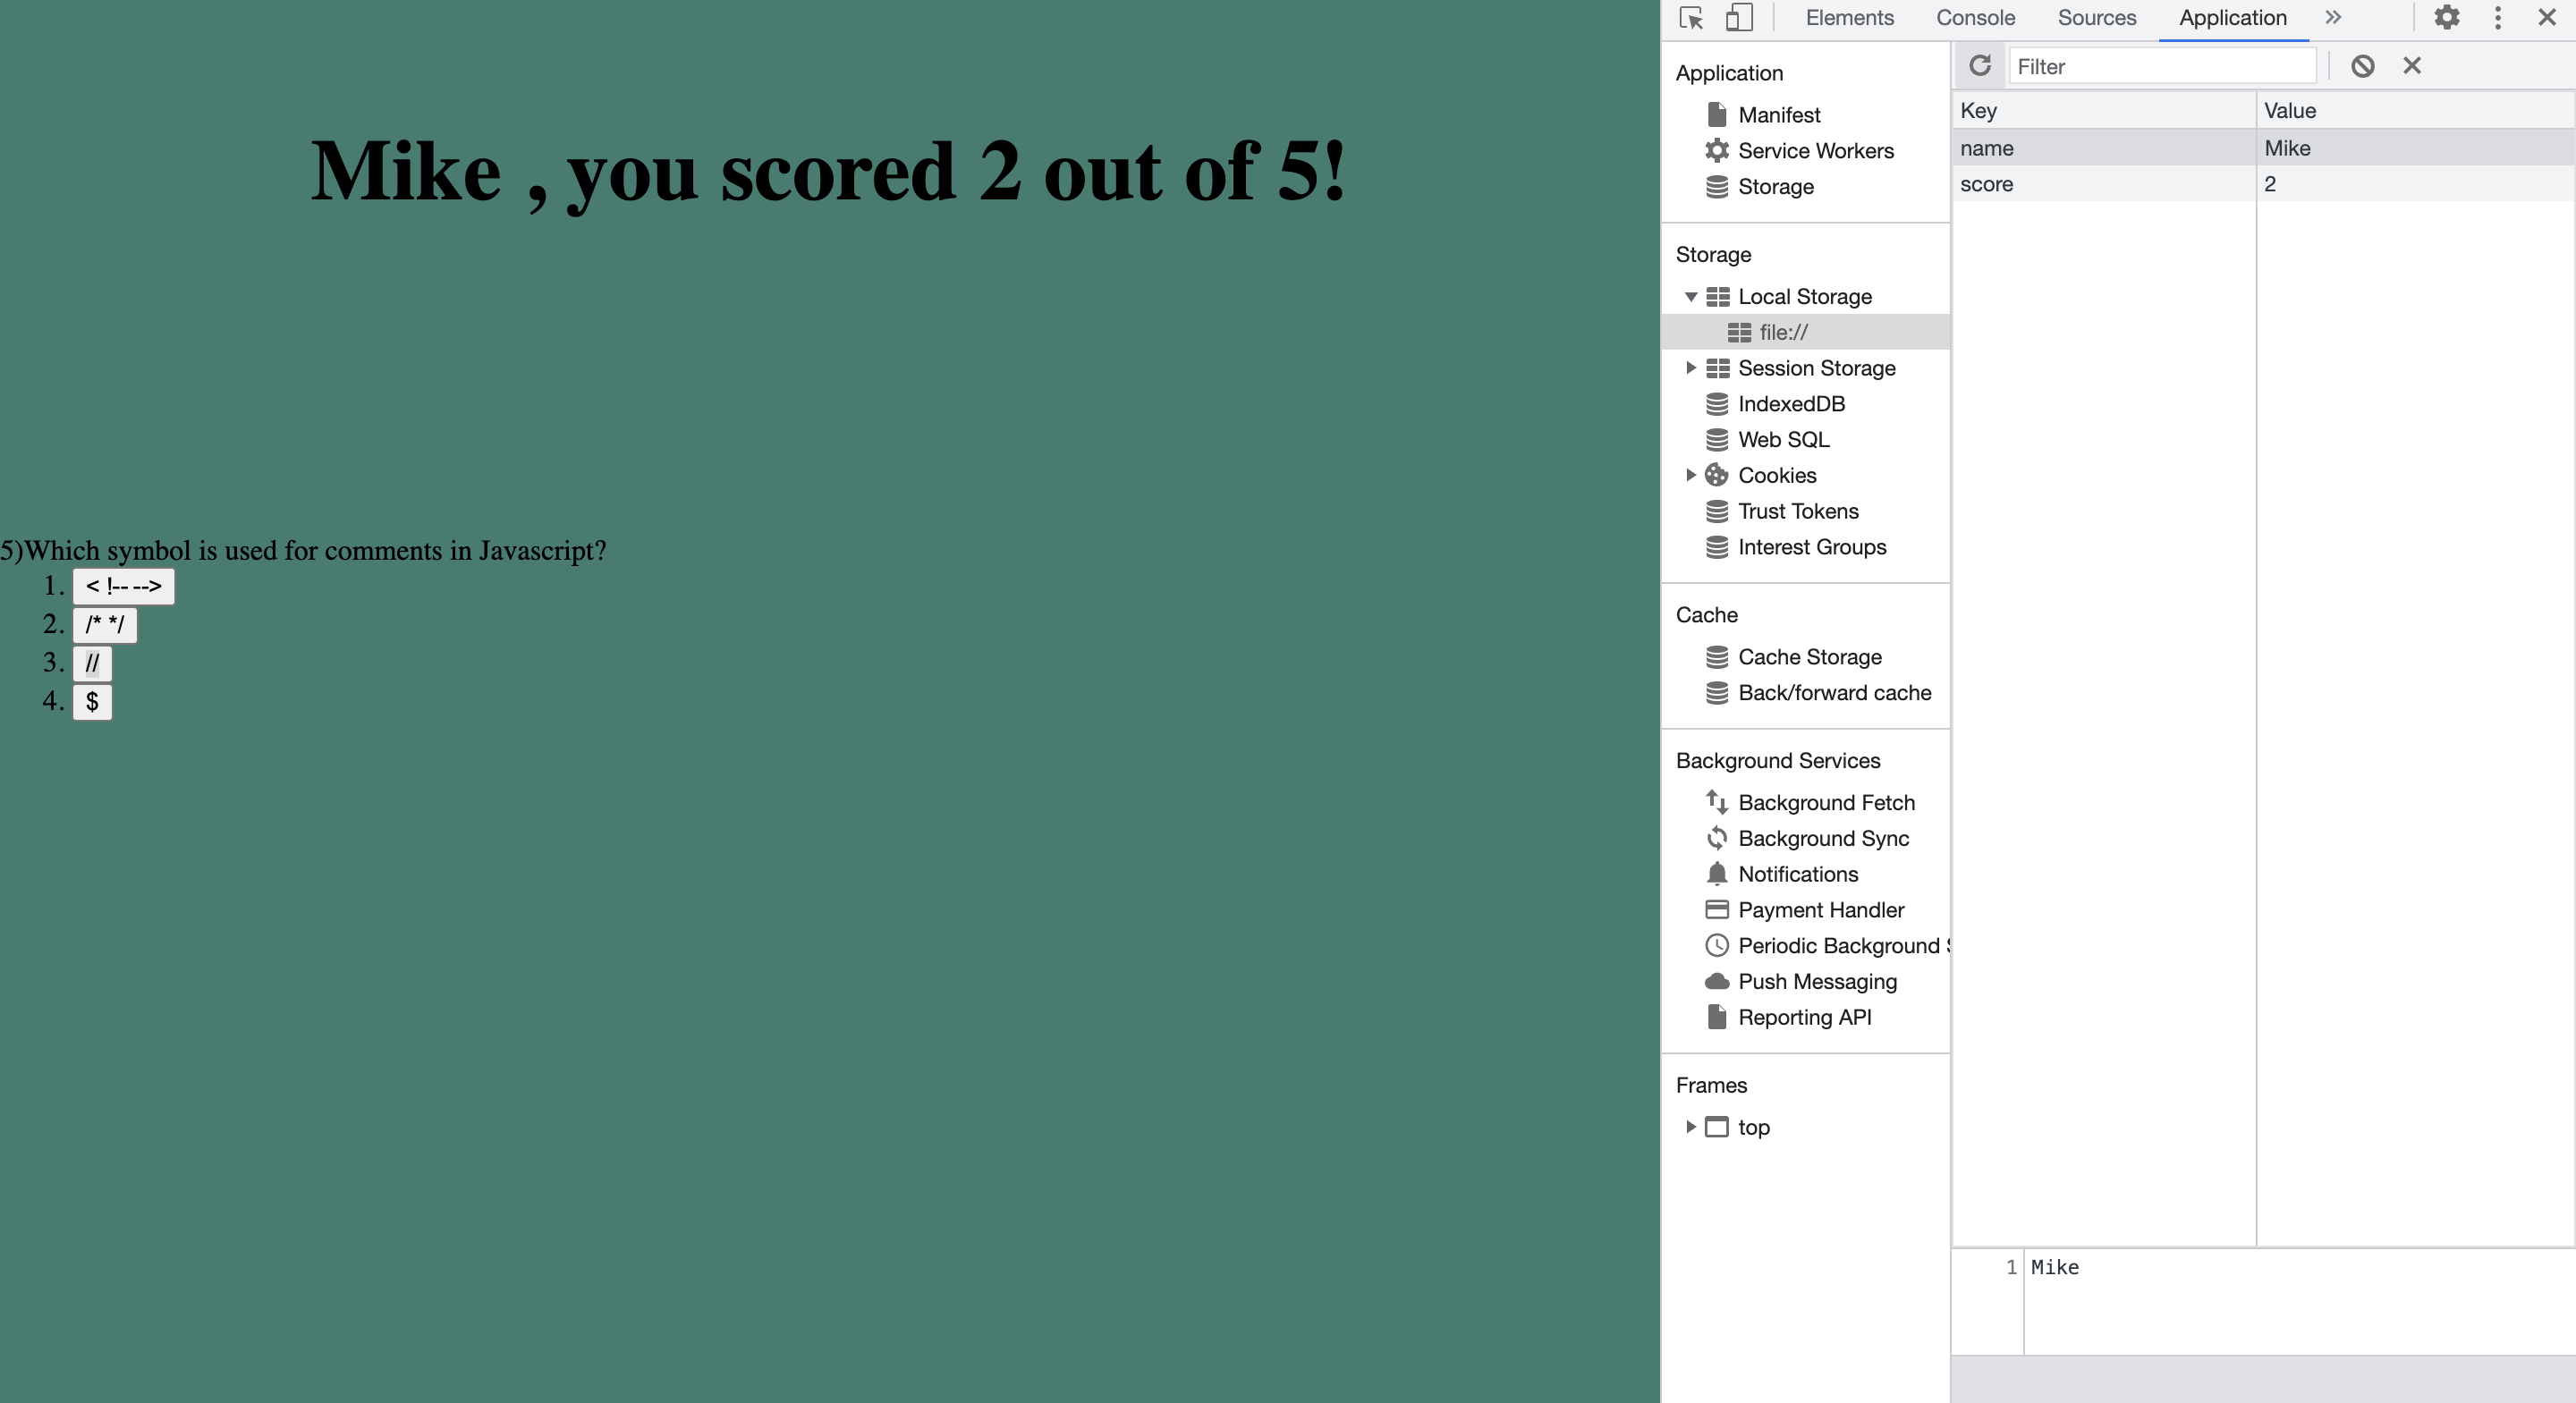 Mike , you scored 2 out of 5!
5)Which symbol is used for comments in Javascript?
1. < !-- -->
2. /* */
3. //
4. $
Elements Console Sources Application
Application
Manifest
Service Workers
Storage
Storage
Local Storage
file://
Session Storage
IndexedDB
Web SQL
Cookies
Trust Tokens
Interest Groups
Cache
Cache Storage
Back/forward cache
Background Services
Background Fetch
Background Sync
Notifications
Payment Handler
Periodic Background S
Push Messaging
Reporting API
Frames
top
Filter
Key Value
name Mike
score 2
1 Mike